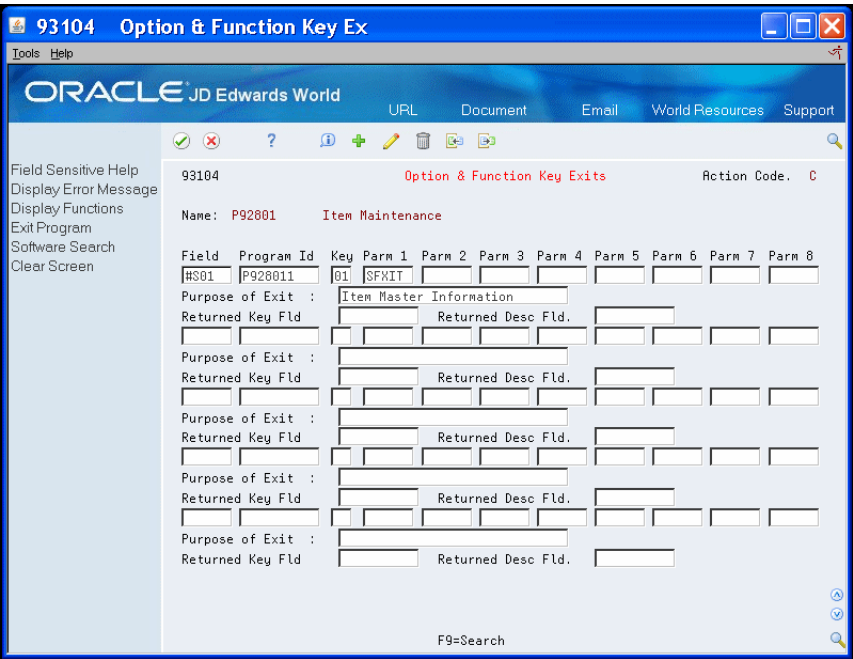 93104 Option & Function Key Ex
Tools Help
ORACLE JD Edwards World
URL Document Email World Resources Support
Field Sensitive Help
Display Error Message
Display Functions
Exit Program
Software Search
Clear Screen
93104 Option & Function Key Exits Action Code. C
Name: P92801 Item Maintenance
Field Program Id Key Parm 1 Parm 2 Parm 3 Parm 4 Parm 5 Parm 6 Parm 7 Parm 8
#S01 P928011 01 SFXIT
Purpose of Exit : Item Master Information
Returned Key Fld Returned Desc Fld.
Purpose of Exit :
Returned Key Fld Returned Desc Fld.
Purpose of Exit :
Returned Key Fld Returned Desc Fld.
Purpose of Exit :
Returned Key Fld Returned Desc Fld.
Purpose of Exit :
Returned Key Fld Returned Desc Fld.
F9=Search